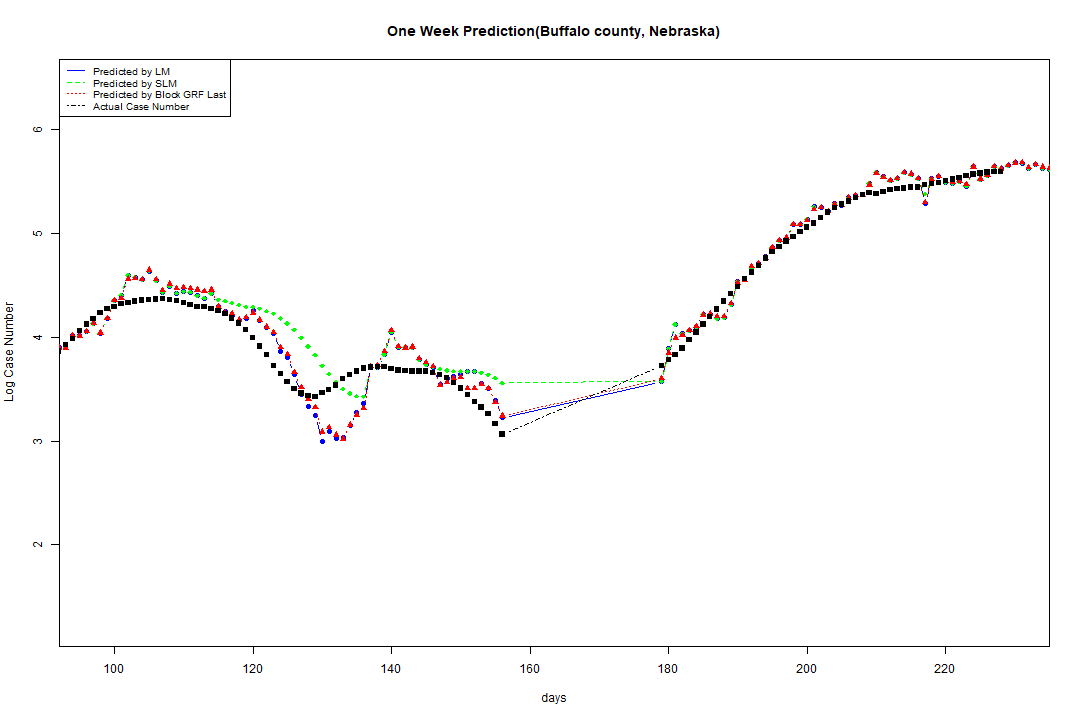 One Week Prediction(Buffalo county, Nebraska)
Predicted by LM
Predicted by SLM
Predicted by Block GRF Last
Actual Case Number
Log Case Number
6
5
4
3
2
100 120 140 160 180 200 220
days